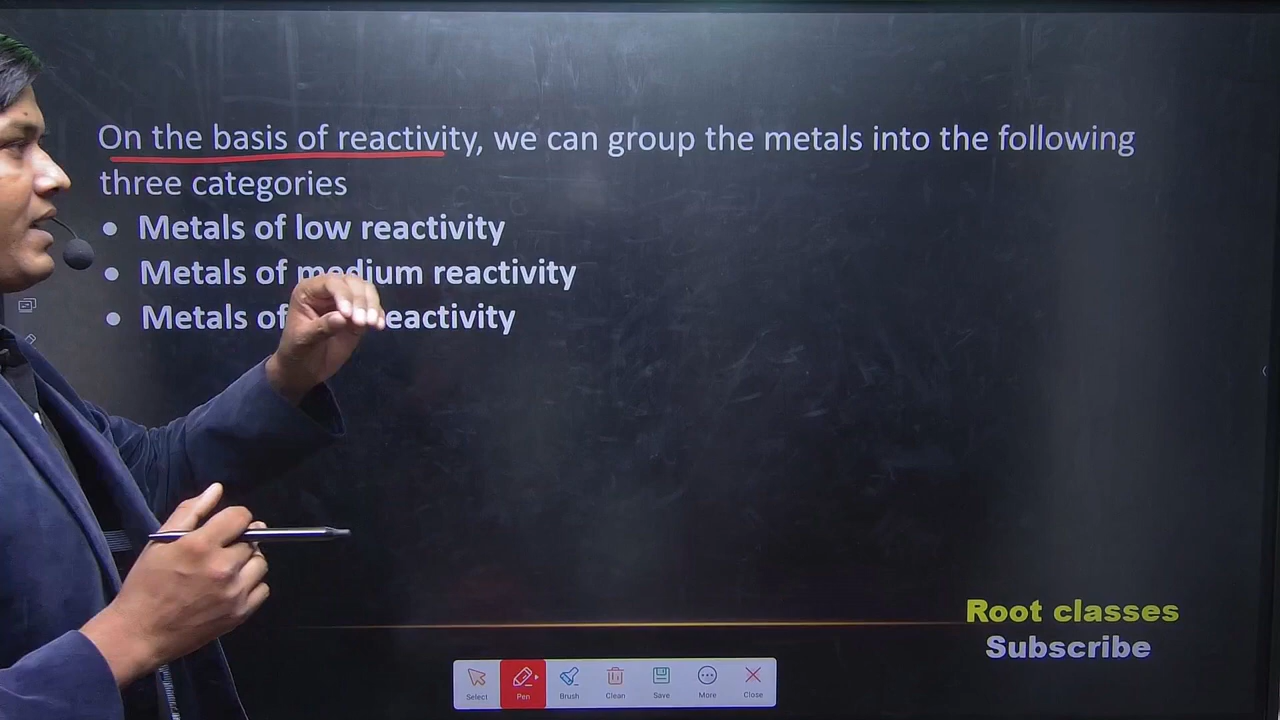 On the basis of reactivity, we can group the metals into the following
three categories
• Metals of low reactivity
• Metals of medium reactivity
• Metals of eactivity
Root classes
Subscribe
Select Pen Brush Clean Save More Close